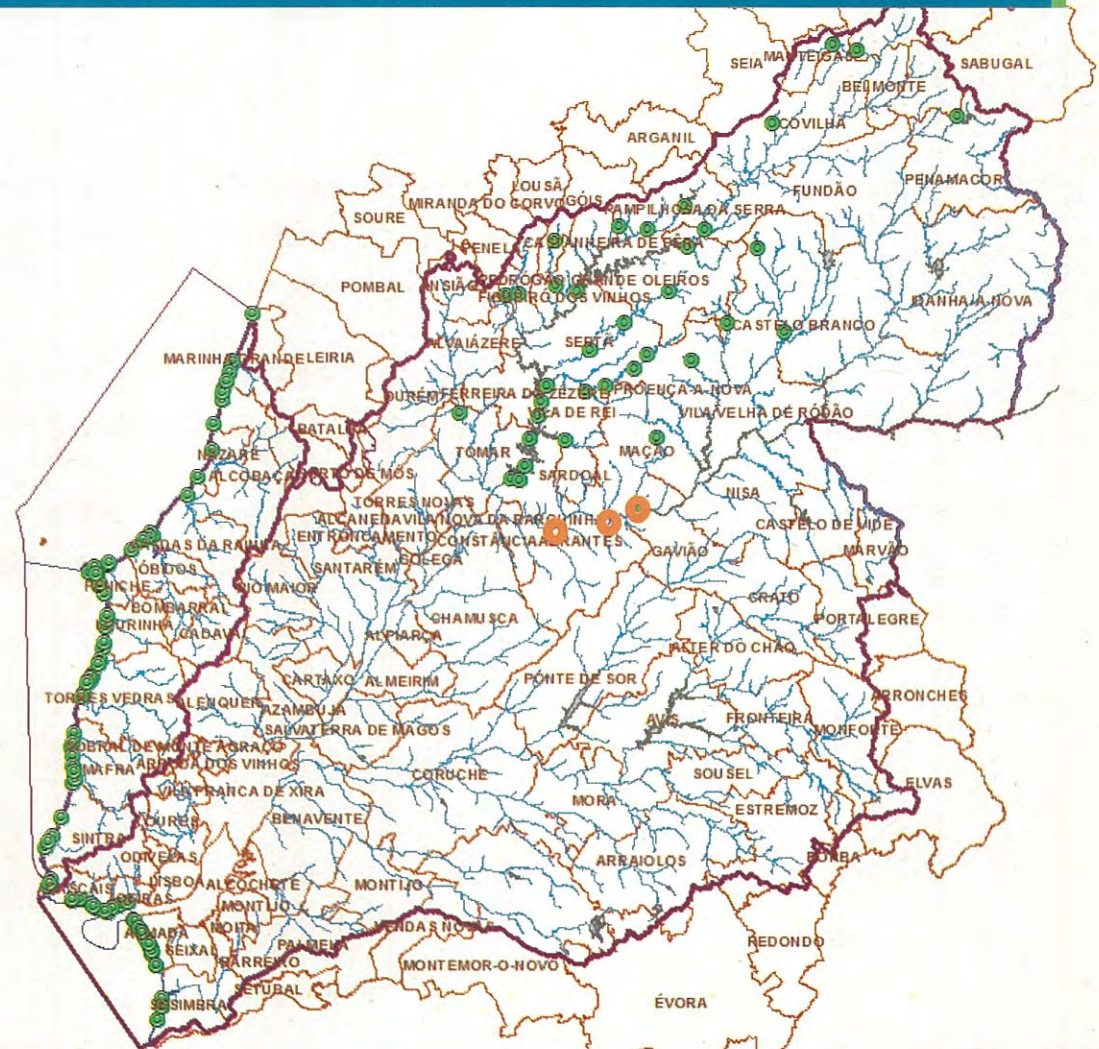 SEIA
MANTEIGAS
SABUGAL
BELMONTE
COVILHÃ
ARGANIL
LOUSÃ
GÓIS
MIRANDA DO CORVO
FUNDÃO
PENAMACOR
SOURE
PAMPILHOSA DA SERRA
PENELA
CASTANHEIRA DE PERA
POMBAL
ANSIÃO
PEDRÓGÃO GRANDE
OLEIROS
FIGUEIRÓ DOS VINHOS
IDANHA-A-NOVA
CASTELO BRANCO
ALVAIÁZERE
SERTÃ
MARINHA GRANDE
LEIRIA
OURÉM
FERREIRA DO ZÊZERE
PROENÇA-A-NOVA
VILA DE REI
VILA VELHA DE RÓDÃO
BATALHA
TOMAR
MAÇÃO
NAZARÉ
ALCOBAÇA
PORTO DE MÓS
SARDOAL
NISA
TORRES NOVAS
ALCANENA
VILA NOVA DA BARQUINHA
CASTELO DE VIDE
ENTRONCAMENTO
CONSTÂNCIA
ABRANTES
CALDAS DA RAINHA
GAVIÃO
MARVÃO
GOLEGÃ
SANTARÉM
ÓBIDOS
PENICHE
RIO MAIOR
CRATO
BOMBARRAL
CHAMUSCA
PORTALEGRE
LOURINHÃ
CADAVAL
ALPIARÇA
ALTER DO CHÃO
CARTAXO
ALMEIRIM
PONTE DE SOR
ARRONCHES
TORRES VEDRAS
ALENQUER
AZAMBUJA
AVIS
FRONTEIRA
MONFORTE
SALVATERRA DE MAGOS
SOBRAL DE MONTE AGRAÇO
MAFRA
ARRUDA DOS VINHOS
CORUCHE
SOUSEL
ELVAS
VILA FRANCA DE XIRA
MORA
ESTREMOZ
LOURES
BENAVENTE
SINTRA
ODIVELAS
ARRAIOLOS
BORBA
CASCAIS
OEIRAS
LISBOA
ALCOCHETE
MONTIJO
MONTIJO
ALMADA
MOITA
VENDAS NOVAS
SEIXAL
PALMELA
REDONDO
BARREIRO
MONTEMOR-O-NOVO
SETÚBAL
SESIMBRA
ÉVORA